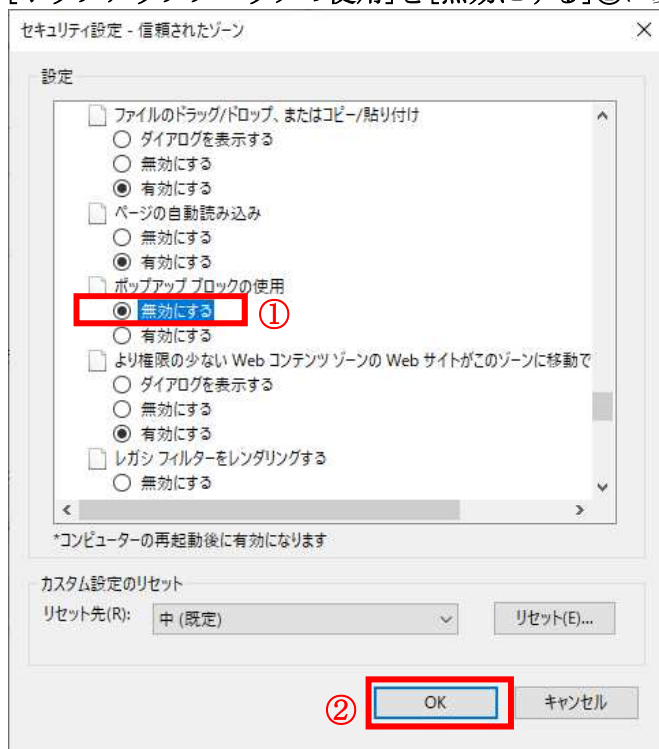 セキュリティ設定 - 信頼されたゾーン
設定
ファイルのドラッグ/ドロップ、またはコピー/貼り付け
ダイアログを表示する
無効にする
有効にする
ページの自動読み込み
無効にする
有効にする
ポップアップ ブロックの使用
無効にする ①
有効にする
より権限の少ない Web コンテンツ ゾーンの Web サイトがこのゾーンに移動で
ダイアログを表示する
無効にする
有効にする
レガシ フィルターをレンダリングする
無効にする
*コンピューターの再起動後に有効になります
カスタム設定のリセット
リセット先(R): 中 (既定) リセット(E)...
② OK キャンセル